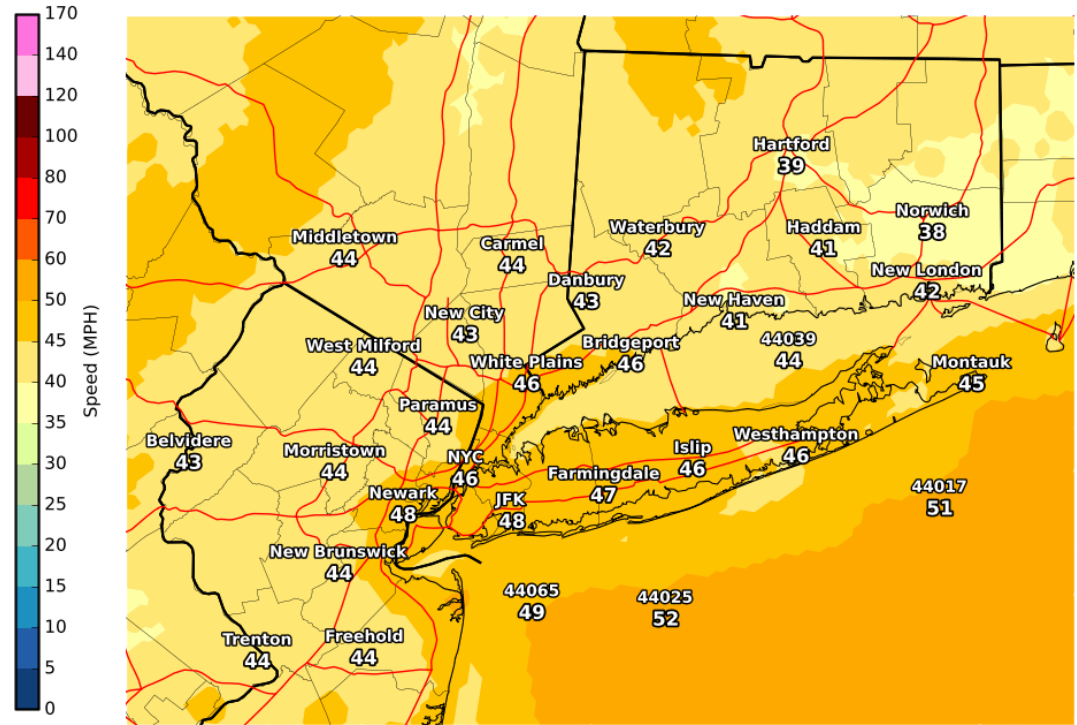 170
140
120
100
80
70
60
50
45
40
35
30
25
20
15
10
5
0
Speed (MPH)
Hartford
39
Norwich
38
Waterbury
42
Haddam
41
Middletown
44
Carmel
44
New London
42
Danbury
43
New Haven
41
New City
43
44039
44
West Milford
44
Bridgeport
46
White Plains
46
Montauk
45
Paramus
44
Belvidere
43
Morristown
44
NYC
46
Islip
46
Westhampton
46
Farmingdale
47
Newark
48
JFK
48
44017
51
New Brunswick
44
44065
49
44025
52
Trenton
44
Freehold
44